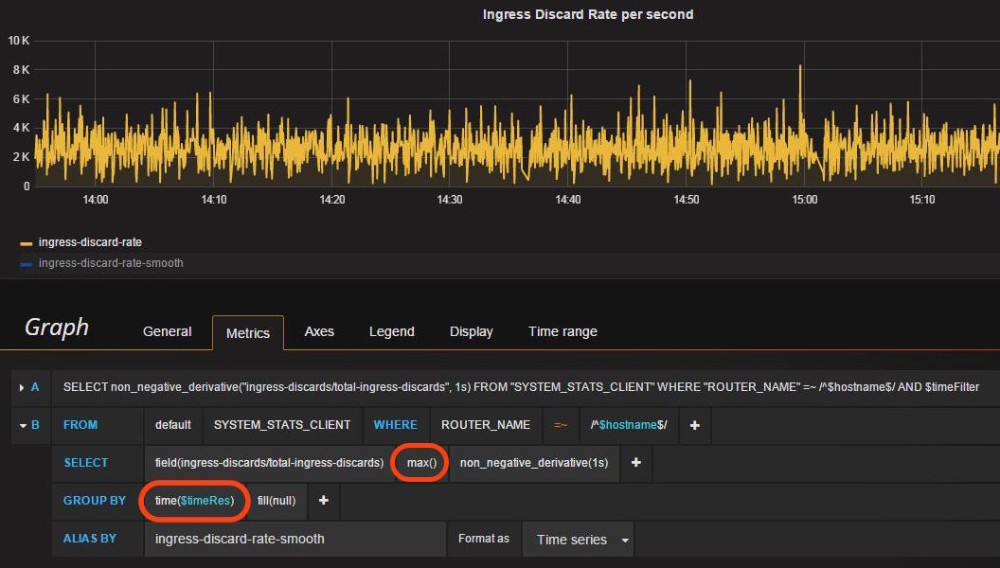 Ingress Discard Rate per second
10 K
8 K
6 K
4 K
2 K
0
14:00 14:10 14:20 14:30 14:40 14:50 15:00 15:10
ingress-discard-rate
ingress-discard-rate-smooth
Graph General Metrics Axes Legend Display Time range
A SELECT non_negative_derivative("ingress-discards/total-ingress-discards", 1s) FROM "SYSTEM_STATS_CLIENT" WHERE "ROUTER_NAME" =~ /^$hostname$/ AND $timeFilter
B FROM default SYSTEM_STATS_CLIENT WHERE ROUTER_NAME =~ /^$hostname$/ +
SELECT field(ingress-discards/total-ingress-discards) max() non_negative_derivative(1s) +
GROUP BY time($timeRes) fill(null) +
ALIAS BY ingress-discard-rate-smooth Format as Time series